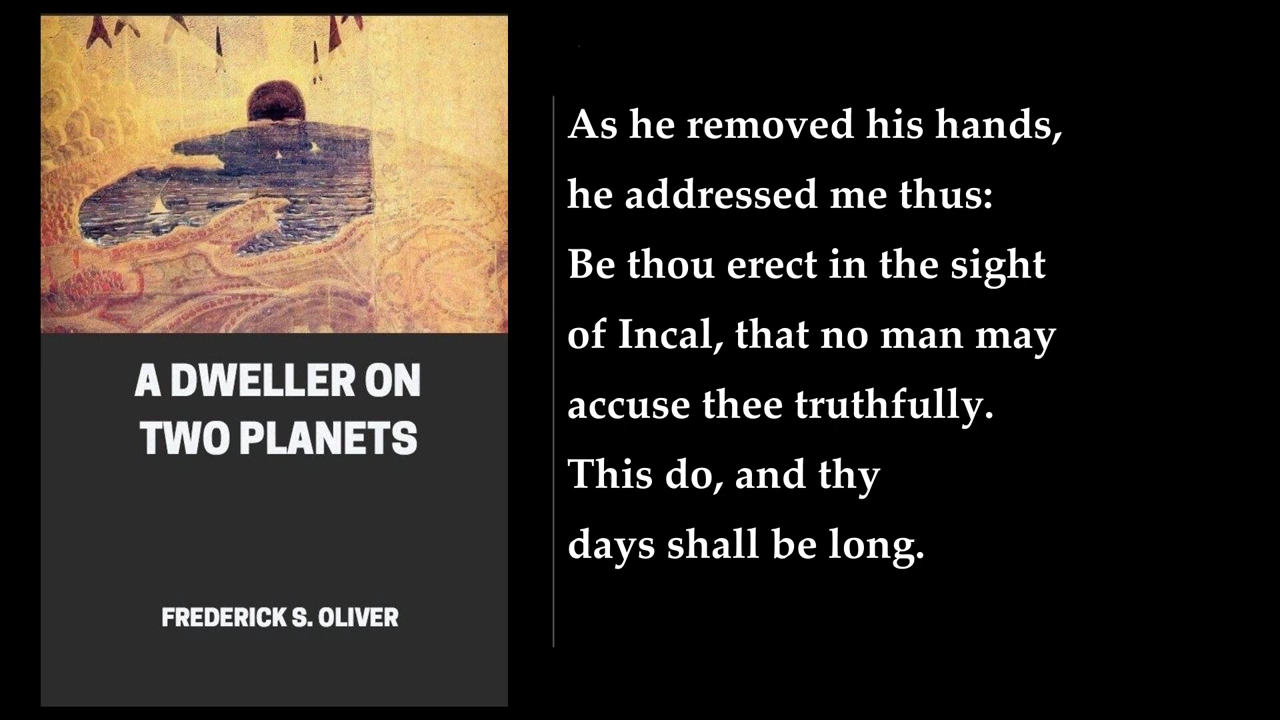 A DWELLER ON
TWO PLANETS
FREDERICK S. OLIVER
As he removed his hands,
he addressed me thus:
Be thou erect in the sight
of Incal, that no man may
accuse thee truthfully.
This do, and thy
days shall be long.